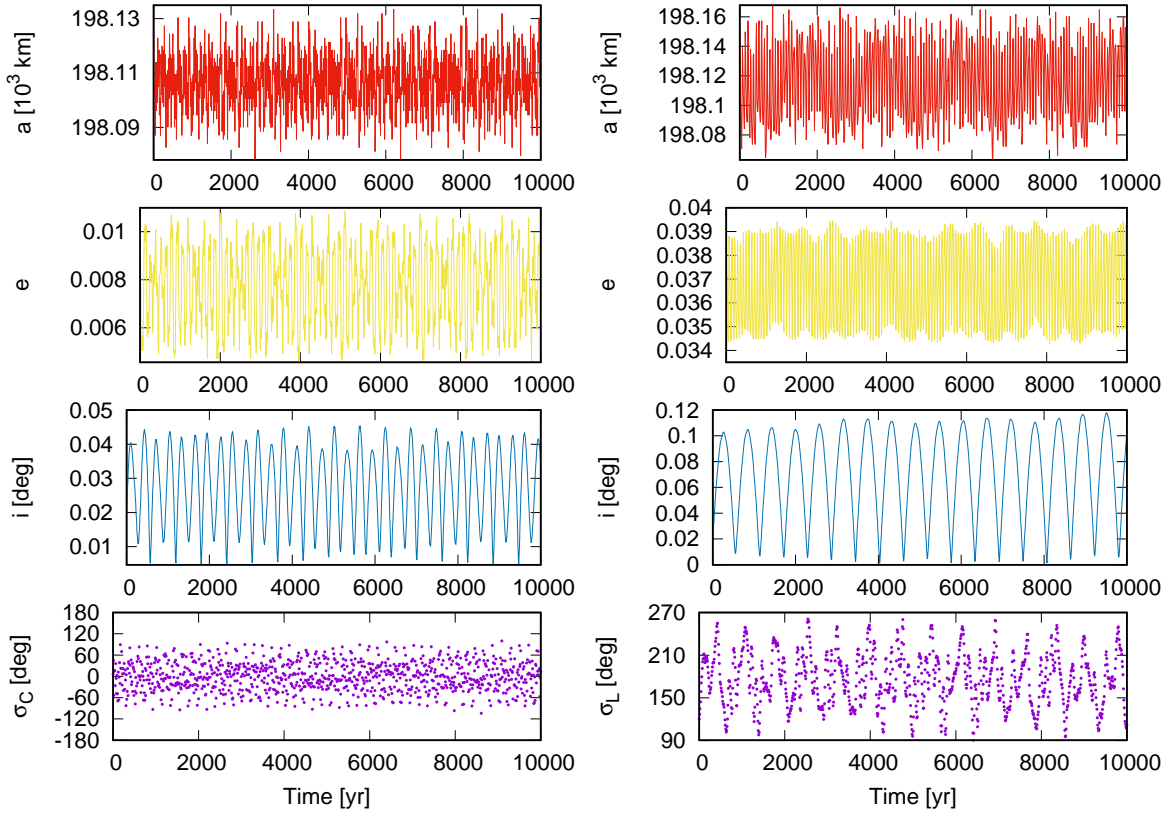 198.13
198.11
198.09
a [10³ km]
0 2000 4000 6000 8000 10000
198.16
198.14
198.12
198.1
198.08
a [10³ km]
0 2000 4000 6000 8000 10000
0.01
0.008
0.006
e
0 2000 4000 6000 8000 10000
0.04
0.039
0.038
0.037
0.036
0.035
0.034
e
0 2000 4000 6000 8000 10000
0.05
0.04
0.03
0.02
0.01
i [deg]
0 2000 4000 6000 8000 10000
0.12
0.1
0.08
0.06
0.04
0.02
0
i [deg]
0 2000 4000 6000 8000 10000
180
120
60
0
-60
-120
-180
σC [deg]
0 2000 4000 6000 8000 10000
Time [yr]
270
210
150
90
σL [deg]
0 2000 4000 6000 8000 10000
Time [yr]